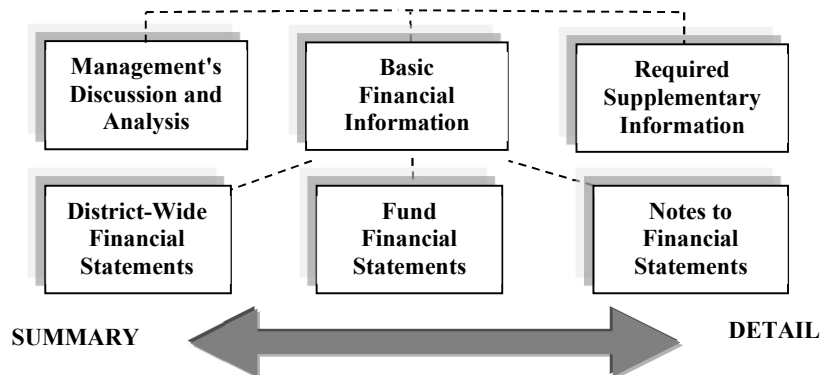 Management's
Discussion and
Analysis
Basic
Financial
Information
Required
Supplementary
Information
District-Wide
Financial
Statements
Fund
Financial
Statements
Notes to
Financial
Statements
SUMMARY
DETAIL